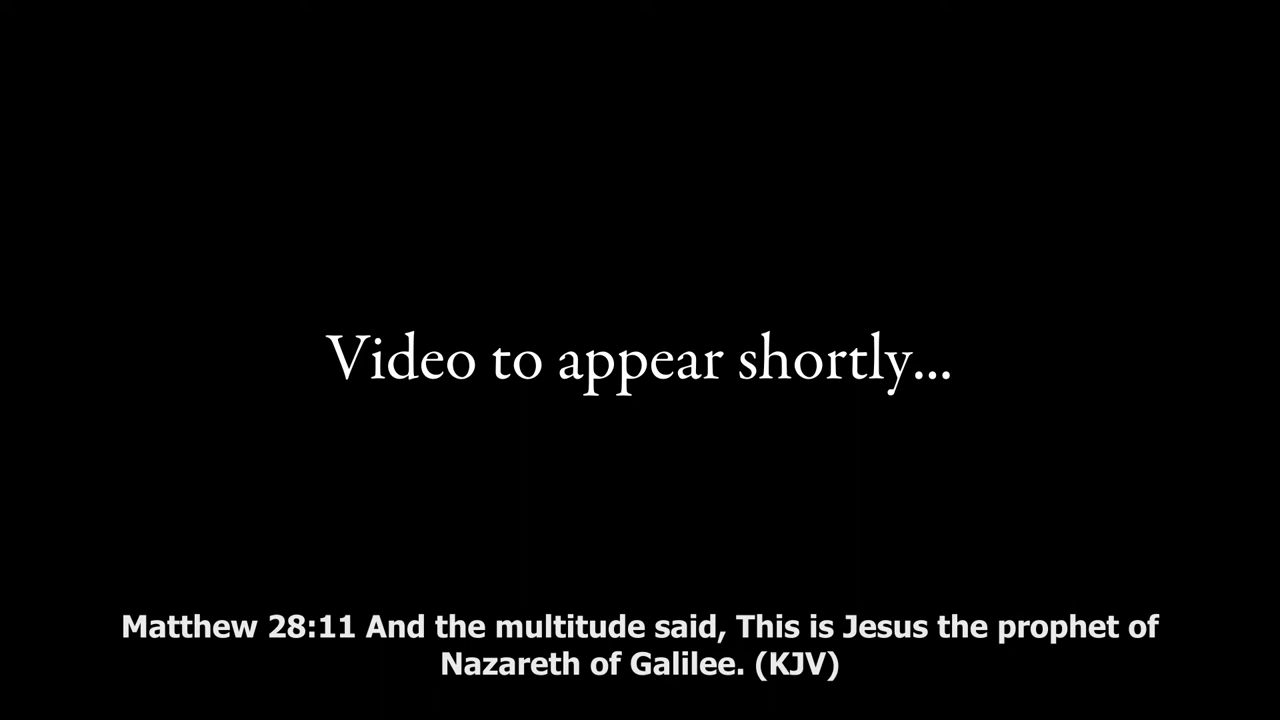 Video to appear shortly...
Matthew 28:11 And the multitude said, This is Jesus the prophet of
Nazareth of Galilee. (KJV)